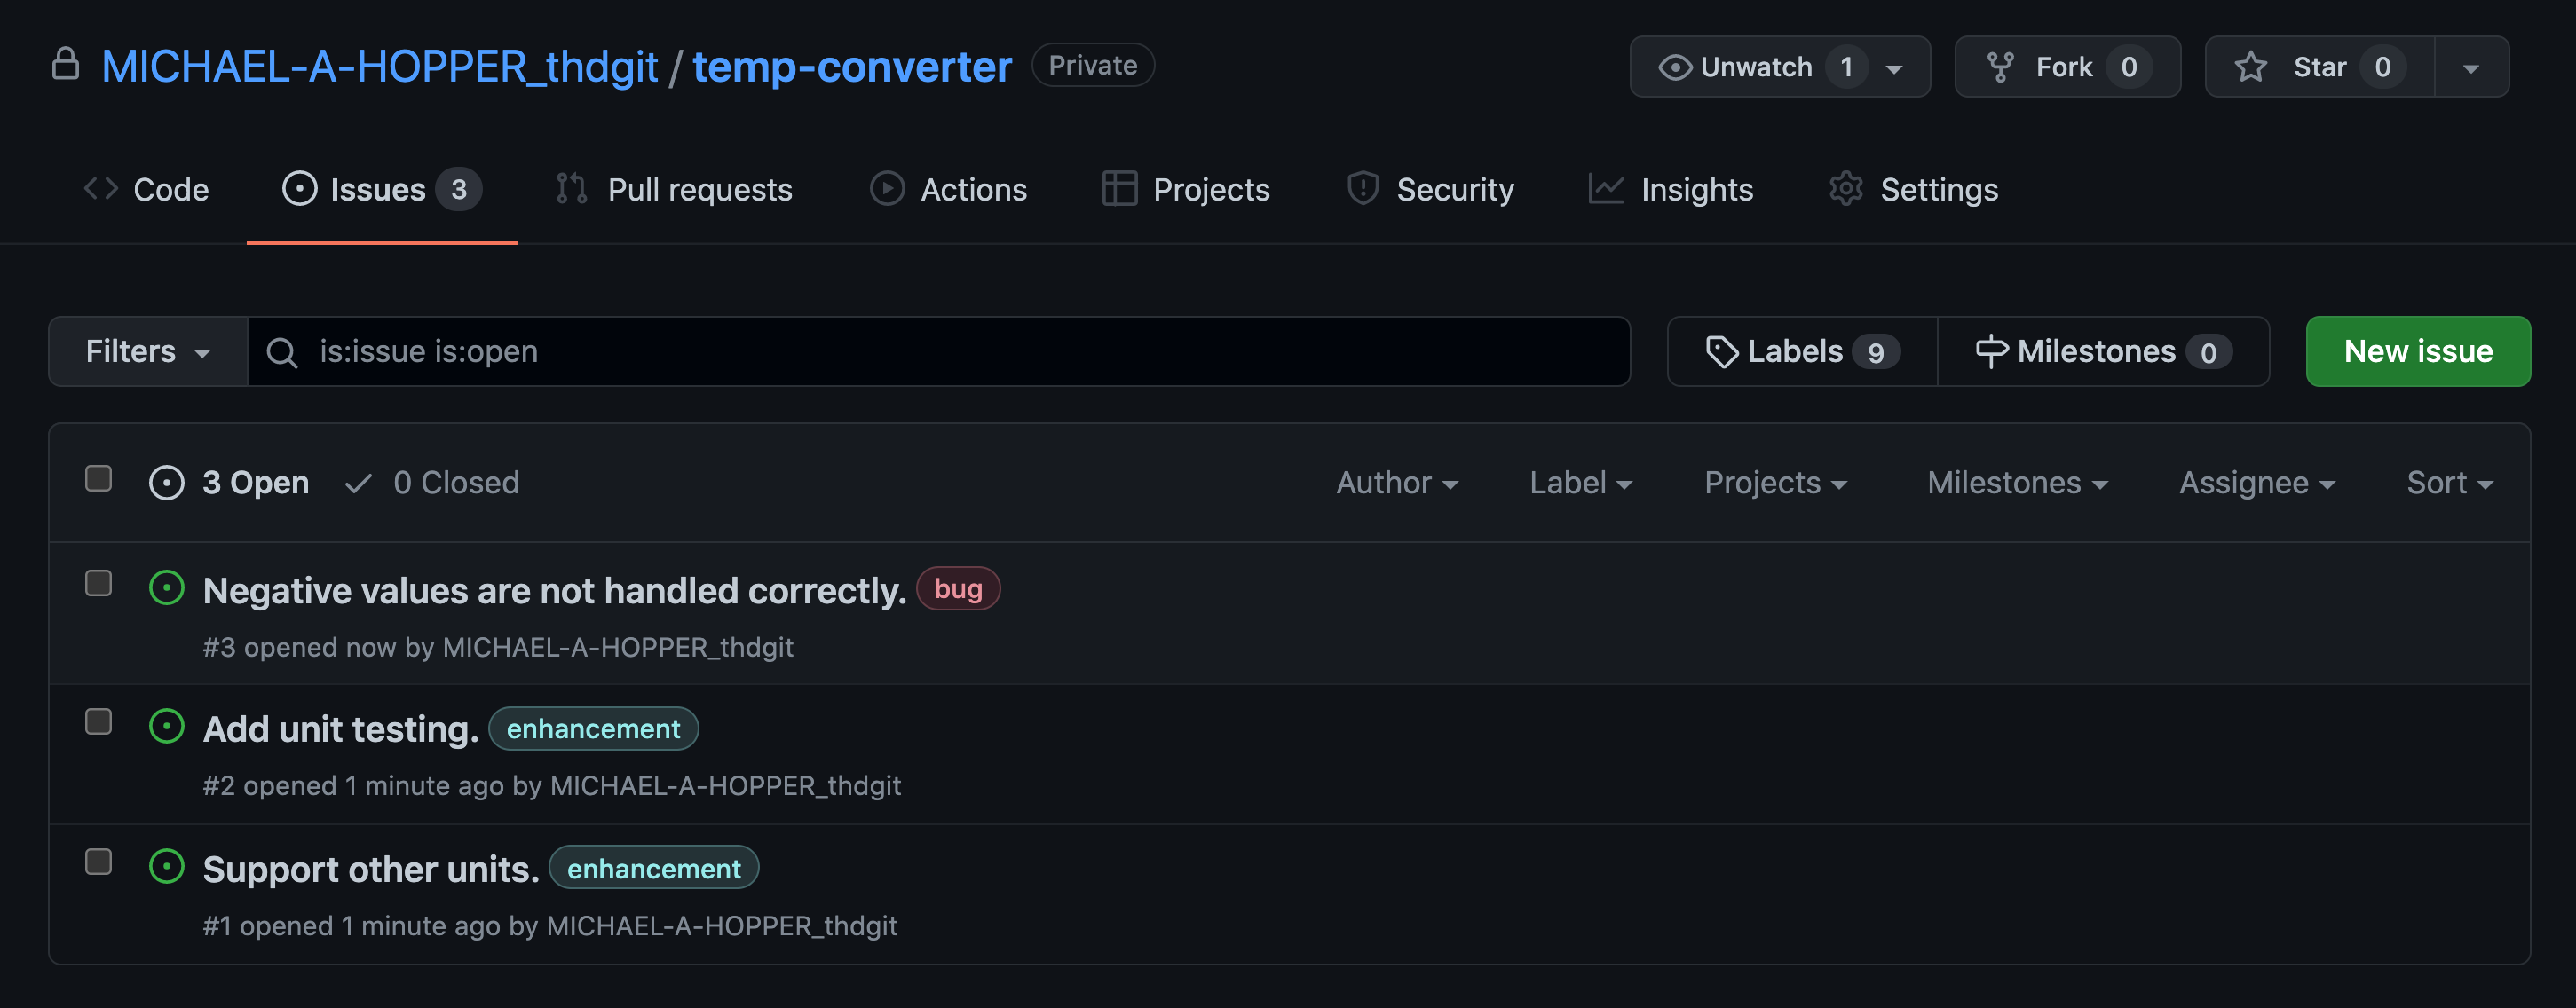 MICHAEL-A-HOPPER_thdgit / temp-converter Private Unwatch 1 Fork 0 Star 0
Code Issues 3 Pull requests Actions Projects Security Insights Settings
Filters is:issue is:open Labels 9 Milestones 0 New issue
3 Open 0 Closed Author Label Projects Milestones Assignee Sort
Negative values are not handled correctly. bug
#3 opened now by MICHAEL-A-HOPPER_thdgit
Add unit testing. enhancement
#2 opened 1 minute ago by MICHAEL-A-HOPPER_thdgit
Support other units. enhancement
#1 opened 1 minute ago by MICHAEL-A-HOPPER_thdgit